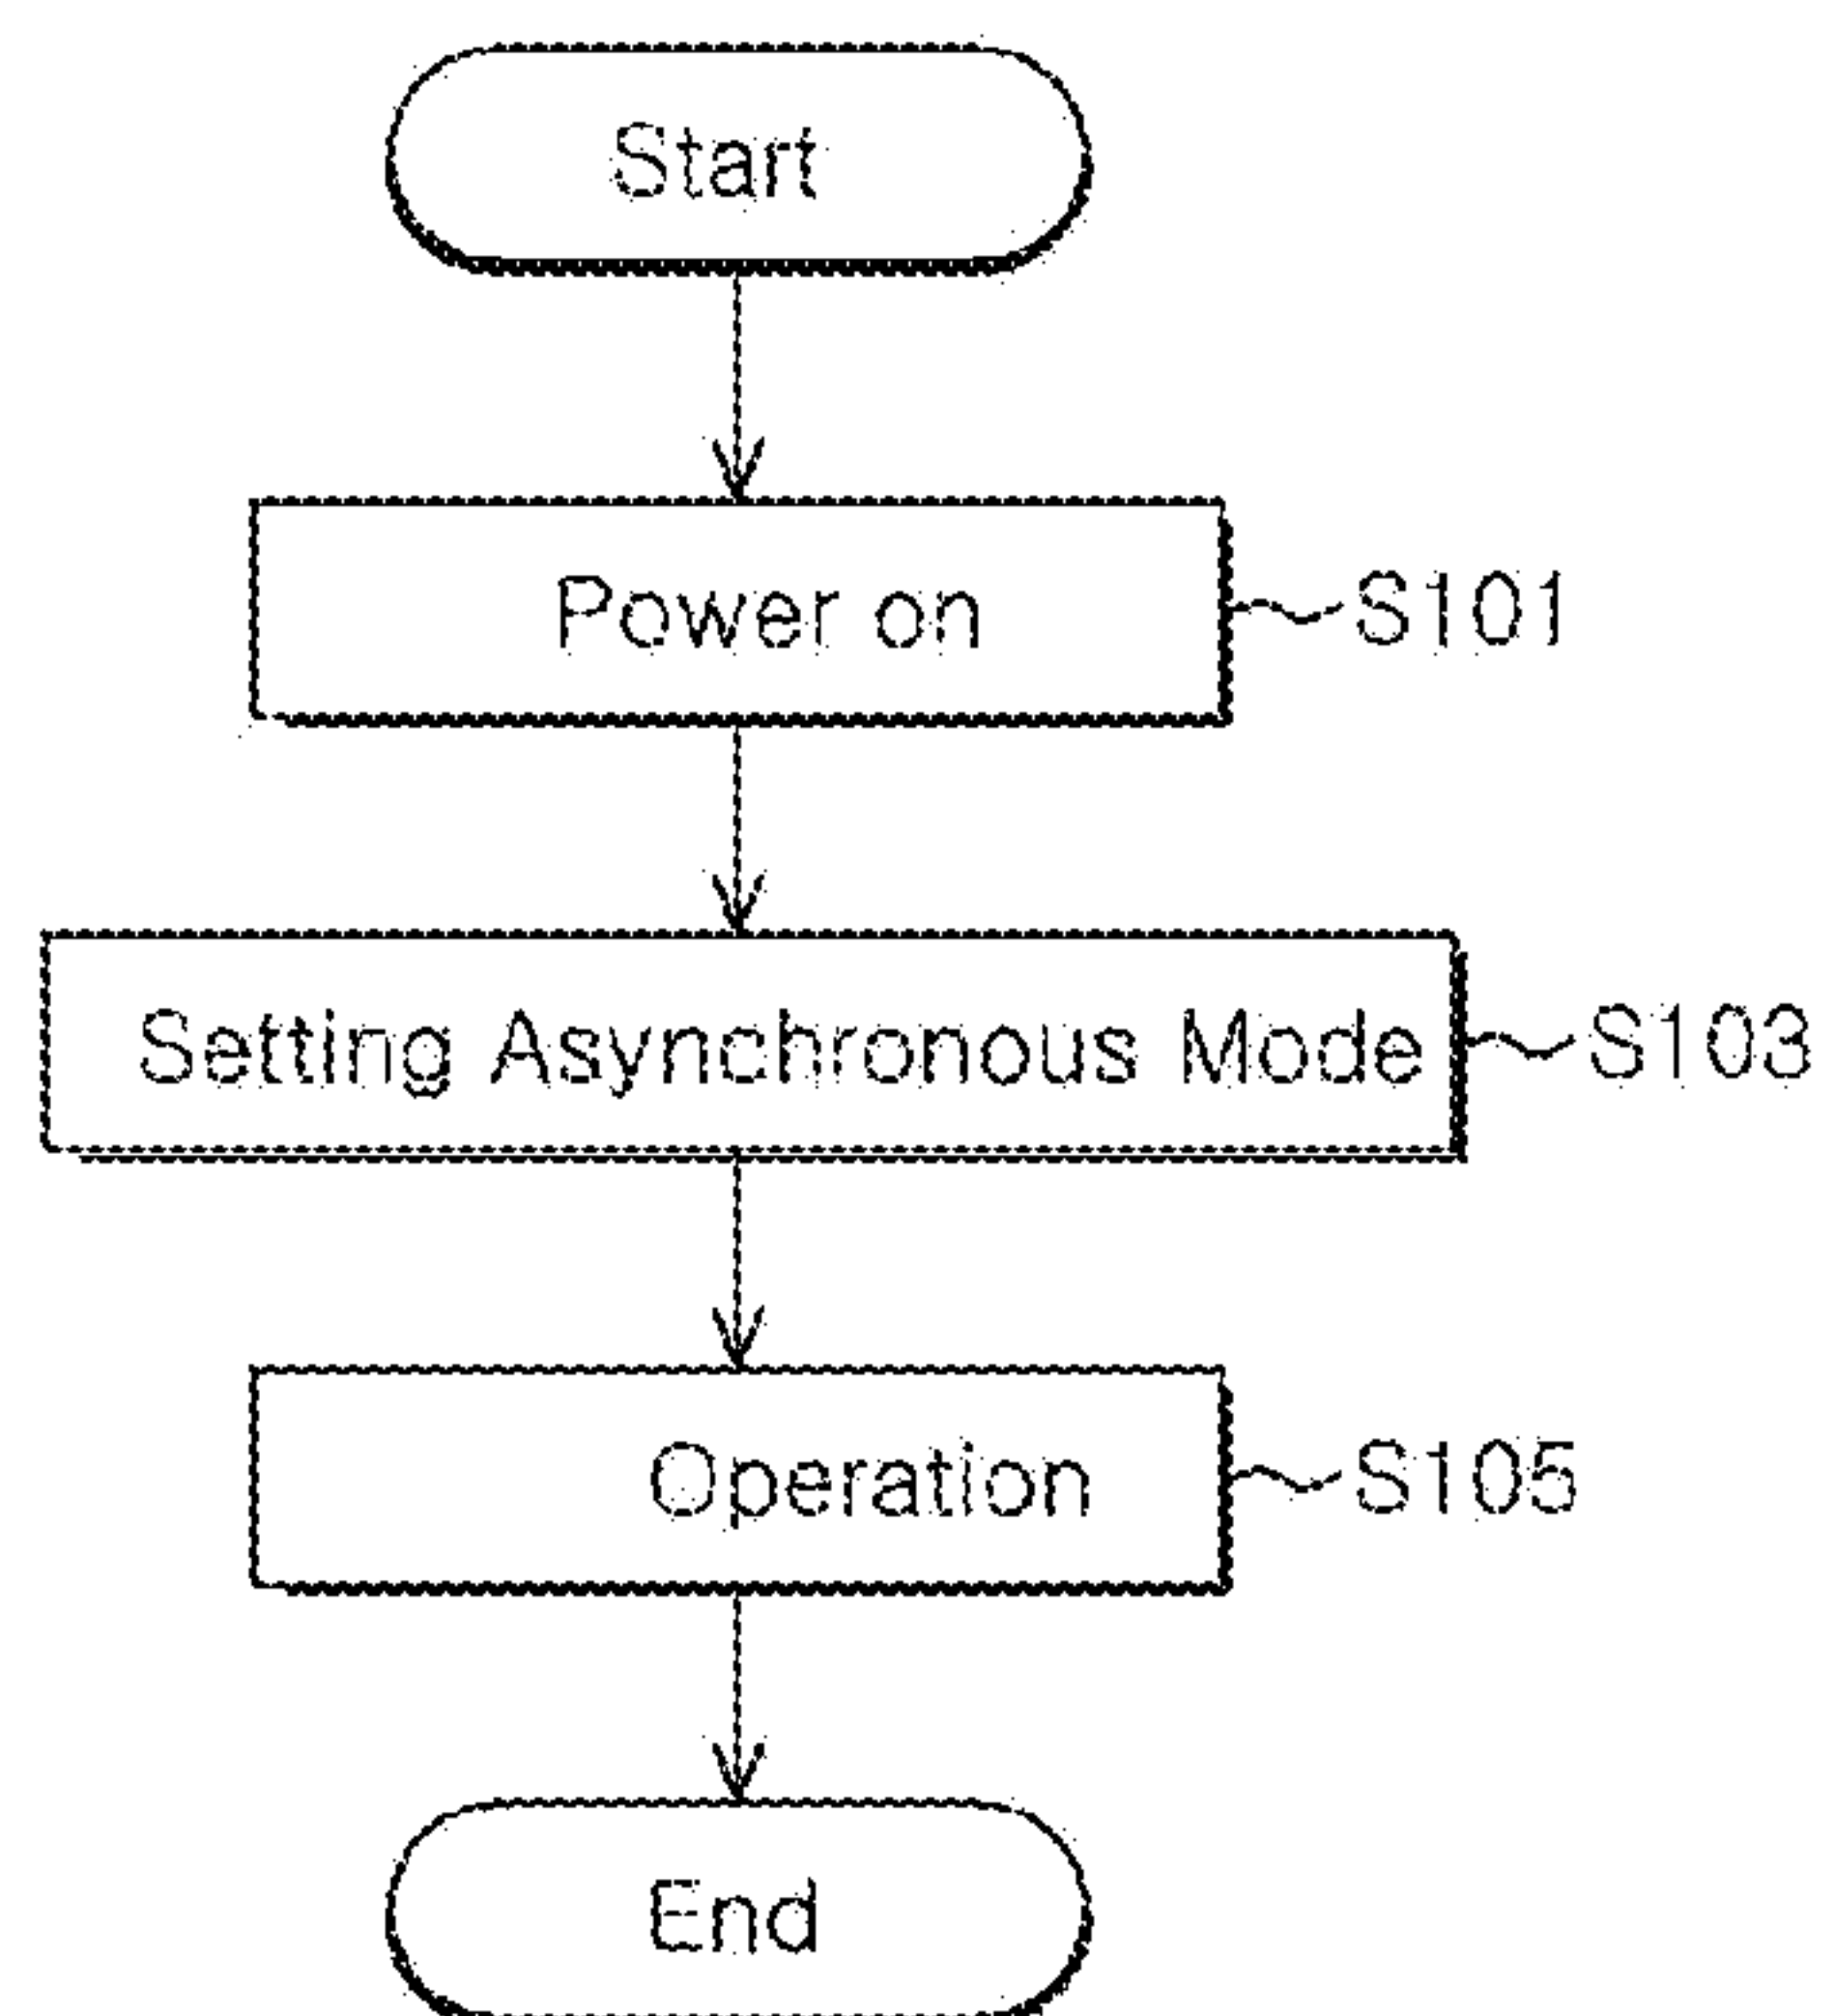 Start
Power on
S101
Setting Asynchronous Mode
S103
Operation
S105
End